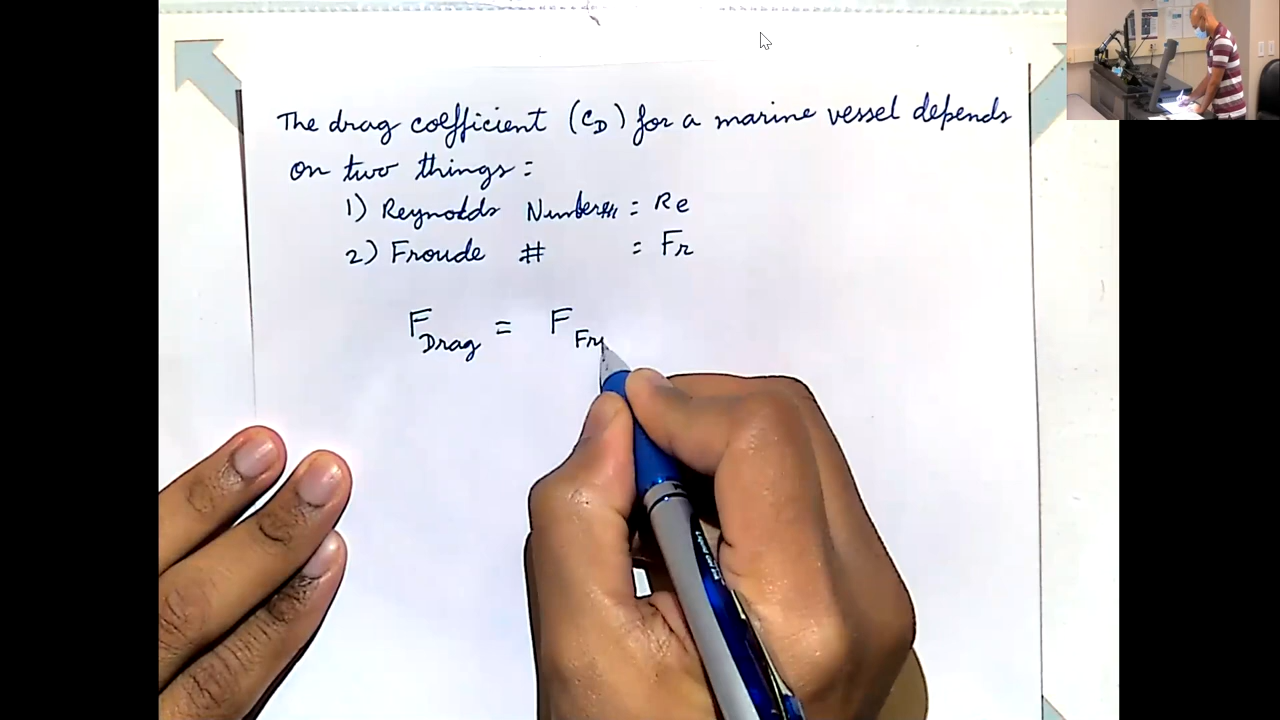 The drag coefficient (C_D) for a marine vessel depends
on two things:
1) Reynolds Number = Re
2) Froude # = Fr
F_Drag = F_Fr